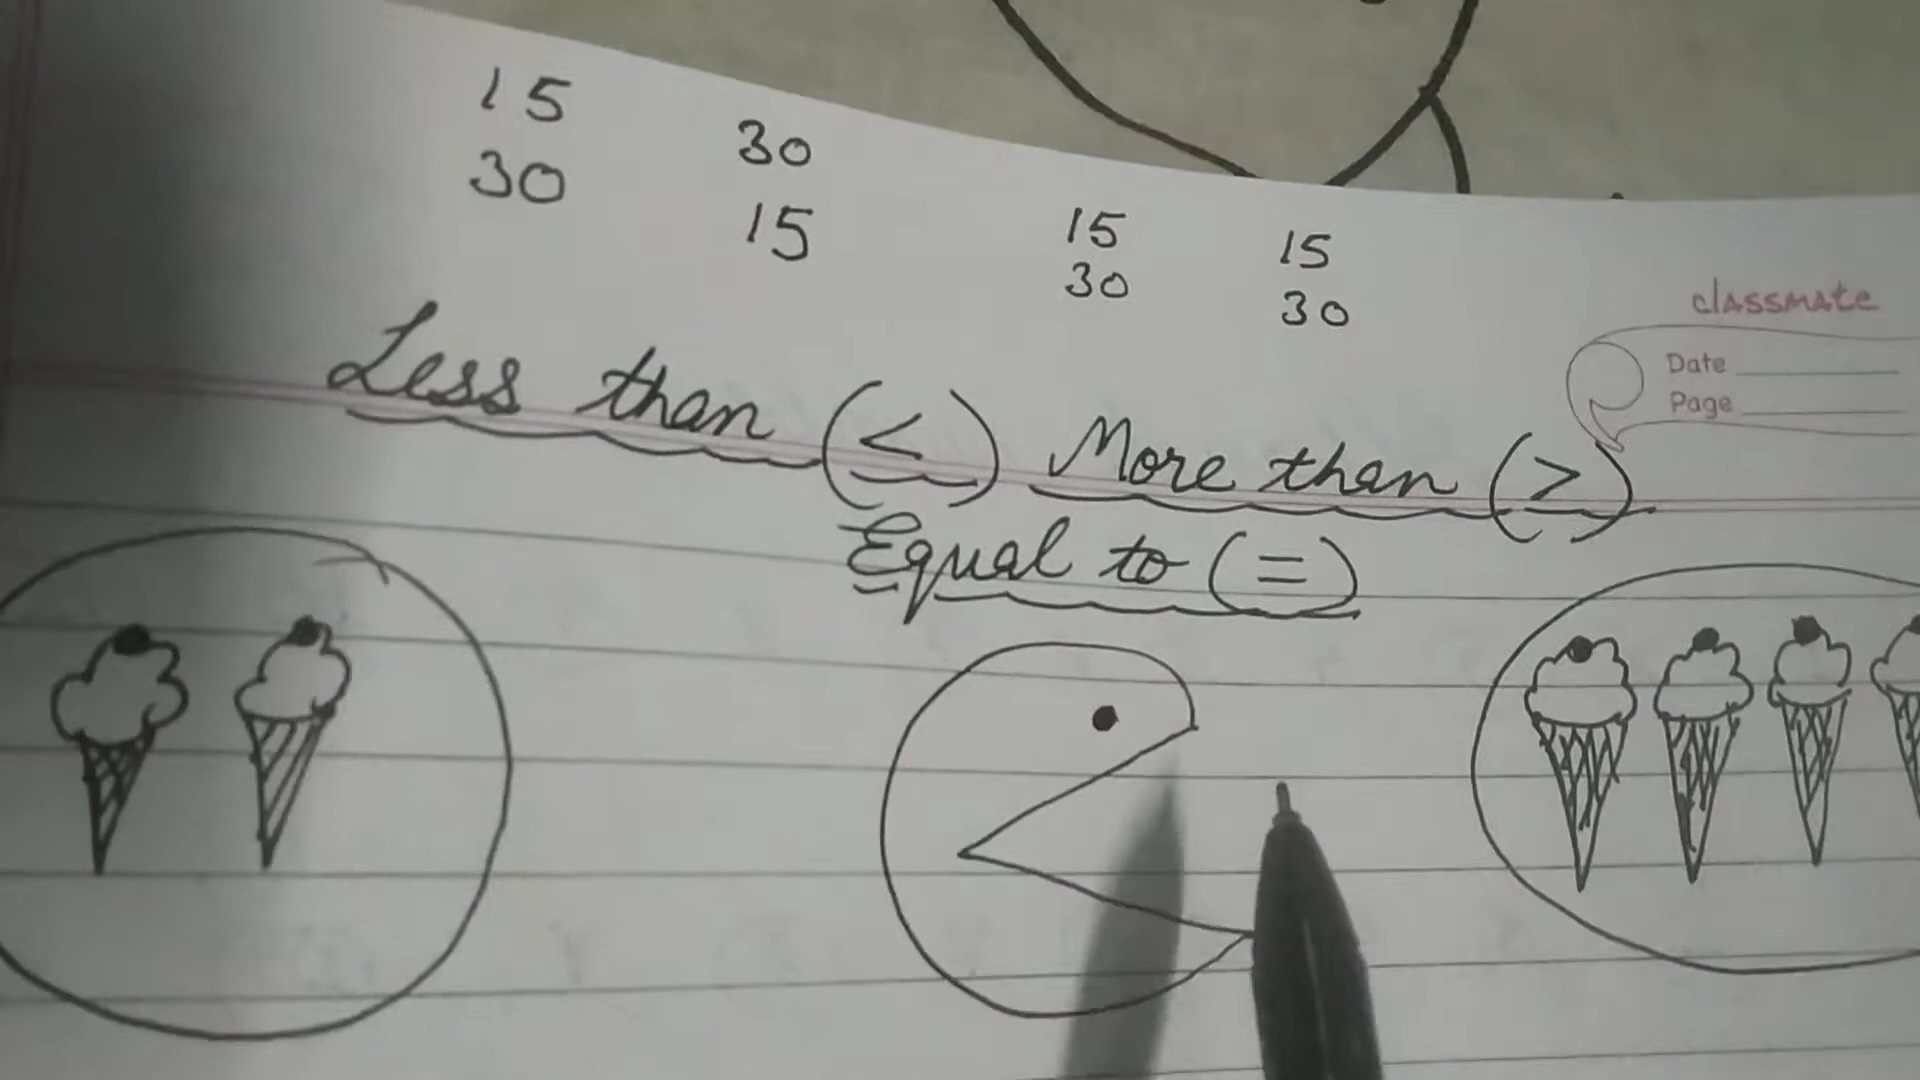 15 30 15 15
30 15 30 30
classmate
Date
Page
Less than (<) More than (>)
Equal to (=)